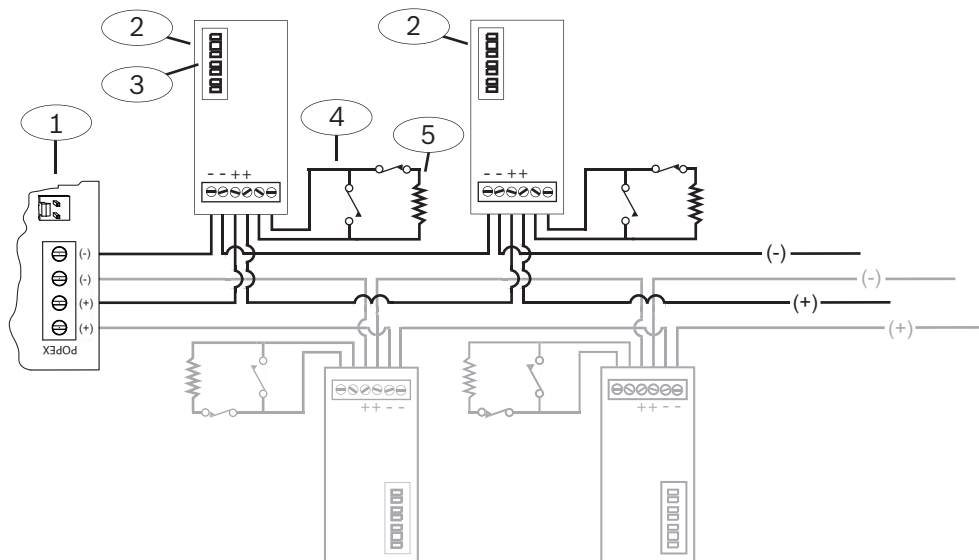 2
2
3
1
4
5
- - + +
- - + +
(-)
(-)
(+)
(+)
POPEX
(-)
(-)
(+)
(+)
+ + - -
+ + - -